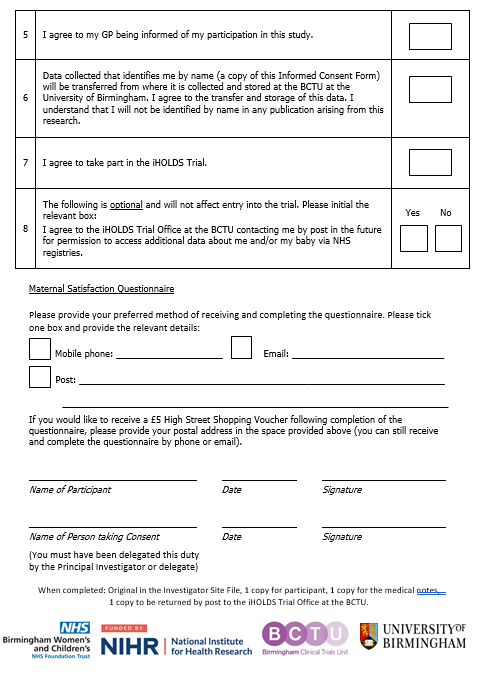 5 I agree to my GP being informed of my participation in this study.
Data collected that identifies me by name (a copy of this Informed Consent Form)
will be transferred from where it is collected and stored at the BCTU at the
6 University of Birmingham. I agree to the transfer and storage of this data. I
understand that I will not be identified by name in any publication arising from this
research.
7 I agree to take part in the iHOLDS Trial.
The following is optional and will not affect entry into the trial. Please initial the
relevant box:
Yes No
8 I agree to the iHOLDS Trial Office at the BCTU contacting me by post in the future
for permission to access additional data about me and/or my baby via NHS
registries.
Maternal Satisfaction Questionnaire
Please provide your preferred method of receiving and completing the questionnaire. Please tick
one box and provide the relevant details:
Mobile phone: Email:
Post:
If you would like to receive a £5 High Street Shopping Voucher following completion of the
questionnaire, please provide your postal address in the space provided above (you can still receive
and complete the questionnaire by phone or email).
Name of Participant Date Signature
Name of Person taking Consent Date Signature
(You must have been delegated this duty
by the Principal Investigator or delegate)
When completed: Original in the Investigator Site File, 1 copy for participant, 1 copy for the medical notes,
1 copy to be returned by post to the iHOLDS Trial Office at the BCTU.
NHS
Birmingham Women's
and Children's
NHS Foundation Trust
FUNDED BY
NIHR National Institute
for Health Research
BCTU
Birmingham Clinical Trials Unit
UNIVERSITY OF
BIRMINGHAM